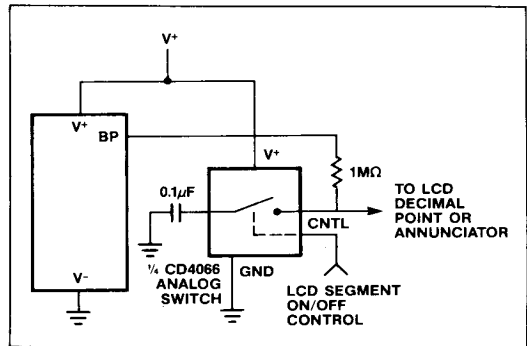 V+
V+
BP
V+
1MΩ
0.1μF
TO LCD
DECIMAL
POINT OR
ANNUNCIATOR
CNTL
V-
GND
¼ CD4066
ANALOG
SWITCH
LCD SEGMENT
ON/OFF
CONTROL